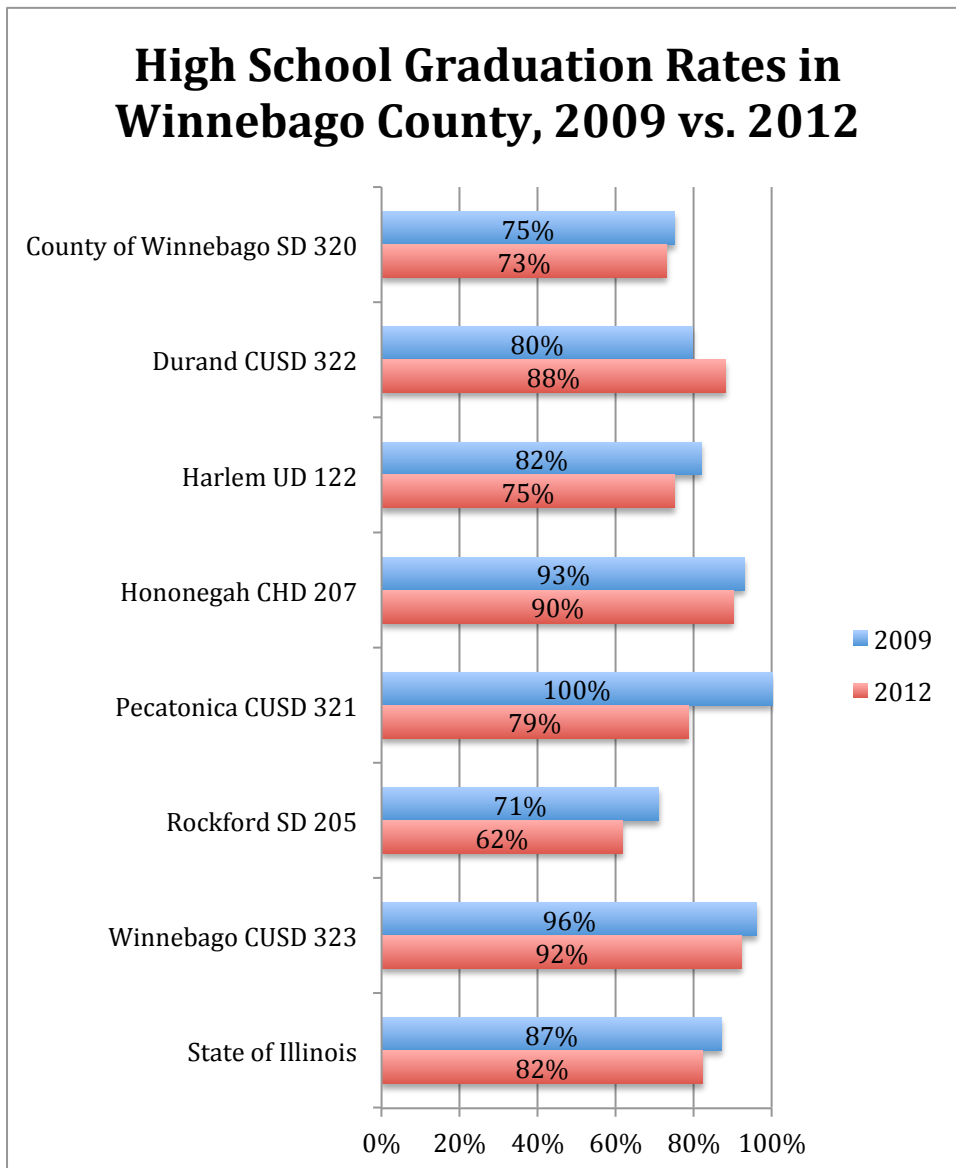 High School Graduation Rates in
Winnebago County, 2009 vs. 2012
County of Winnebago SD 320
75%
73%
Durand CUSD 322
80%
88%
Harlem UD 122
82%
75%
Hononegah CHD 207
93%
90%
Pecatonica CUSD 321
100%
79%
Rockford SD 205
71%
62%
Winnebago CUSD 323
96%
92%
State of Illinois
87%
82%
2009
2012
0% 20% 40% 60% 80% 100%